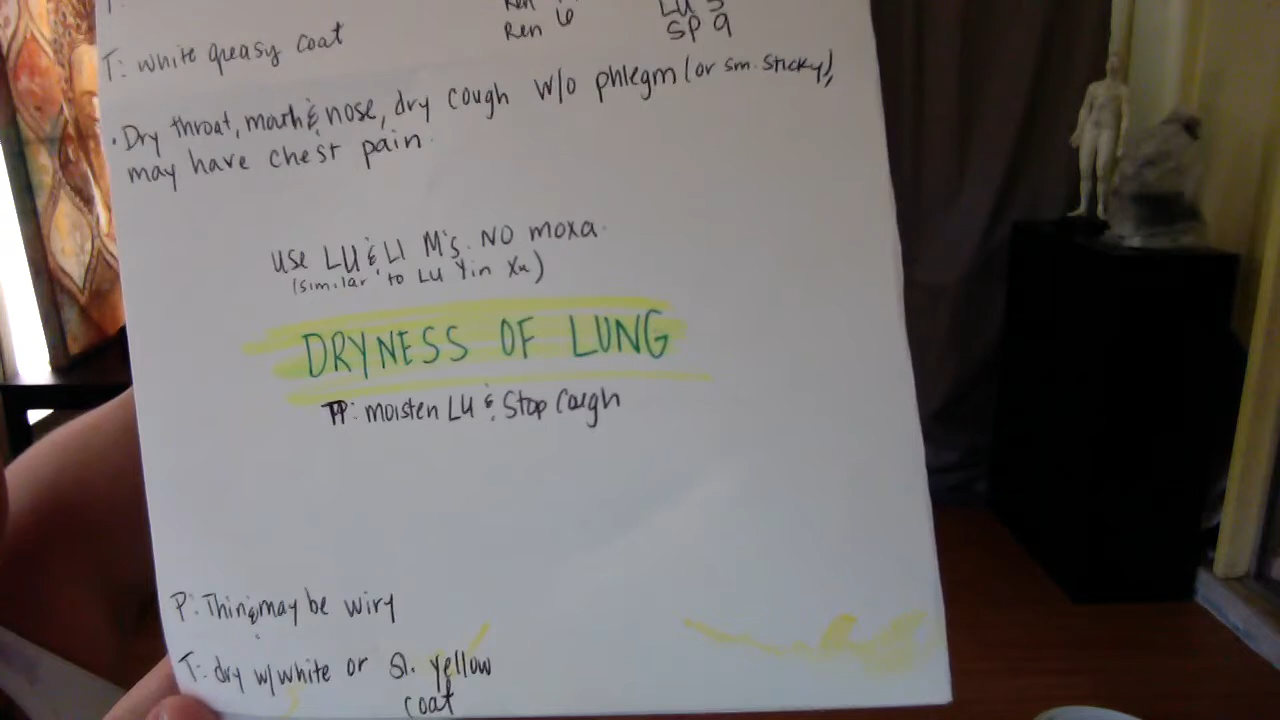 Ren 6
LU 5
SP 9
T: white greasy coat
• Dry throat, mouth & nose, dry cough w/o phlegm (or sm. sticky),
may have chest pain.
use LU & LI M's. NO moxa.
(similar to LU Yin Xu)
DRYNESS OF LUNG
TP: moisten LU & Stop Cough
P: Thin & may be wiry
T: dry w/white or Sl. yellow
coat